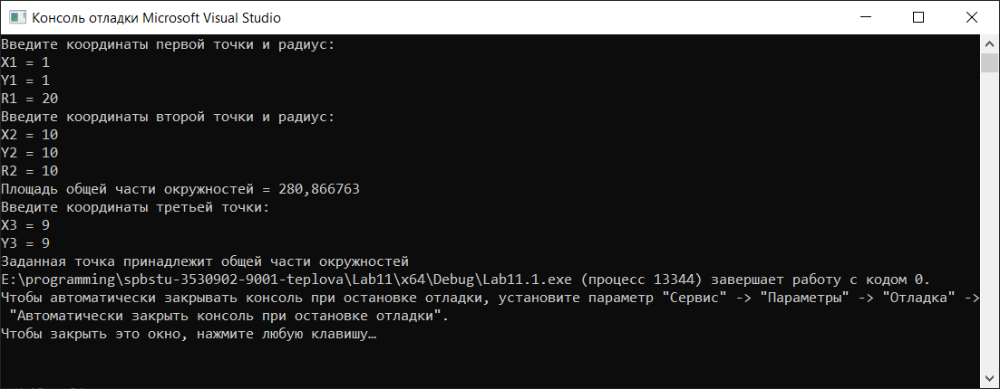 Консоль отладки Microsoft Visual Studio
Введите координаты первой точки и радиус:
X1 = 1
Y1 = 1
R1 = 20
Введите координаты второй точки и радиус:
X2 = 10
Y2 = 10
R2 = 10
Площадь общей части окружностей = 280,866763
Введите координаты третьей точки:
X3 = 9
Y3 = 9
Заданная точка принадлежит общей части окружностей
E:\programming\spbstu-3530902-9001-teplova\Lab11\x64\Debug\Lab11.1.exe (процесс 13344) завершает работу с кодом 0.
Чтобы автоматически закрывать консоль при остановке отладки, установите параметр "Сервис" -> "Параметры" -> "Отладка" ->
"Автоматически закрыть консоль при остановке отладки".
Чтобы закрыть это окно, нажмите любую клавишу…